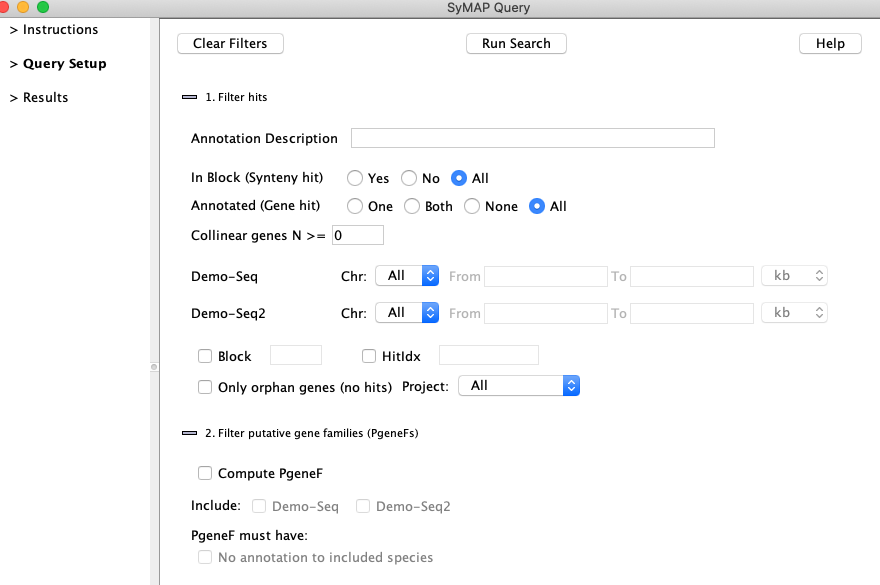 SyMAP Query
> Instructions
> Query Setup
> Results
Clear Filters Run Search Help
1. Filter hits
Annotation Description
In Block (Synteny hit) Yes No All
Annotated (Gene hit) One Both None All
Collinear genes N >= 0
Demo-Seq Chr: All From To kb
Demo-Seq2 Chr: All From To kb
Block HitIdx
Only orphan genes (no hits) Project: All
2. Filter putative gene families (PgeneFs)
Compute PgeneF
Include: Demo-Seq Demo-Seq2
PgeneF must have:
No annotation to included species